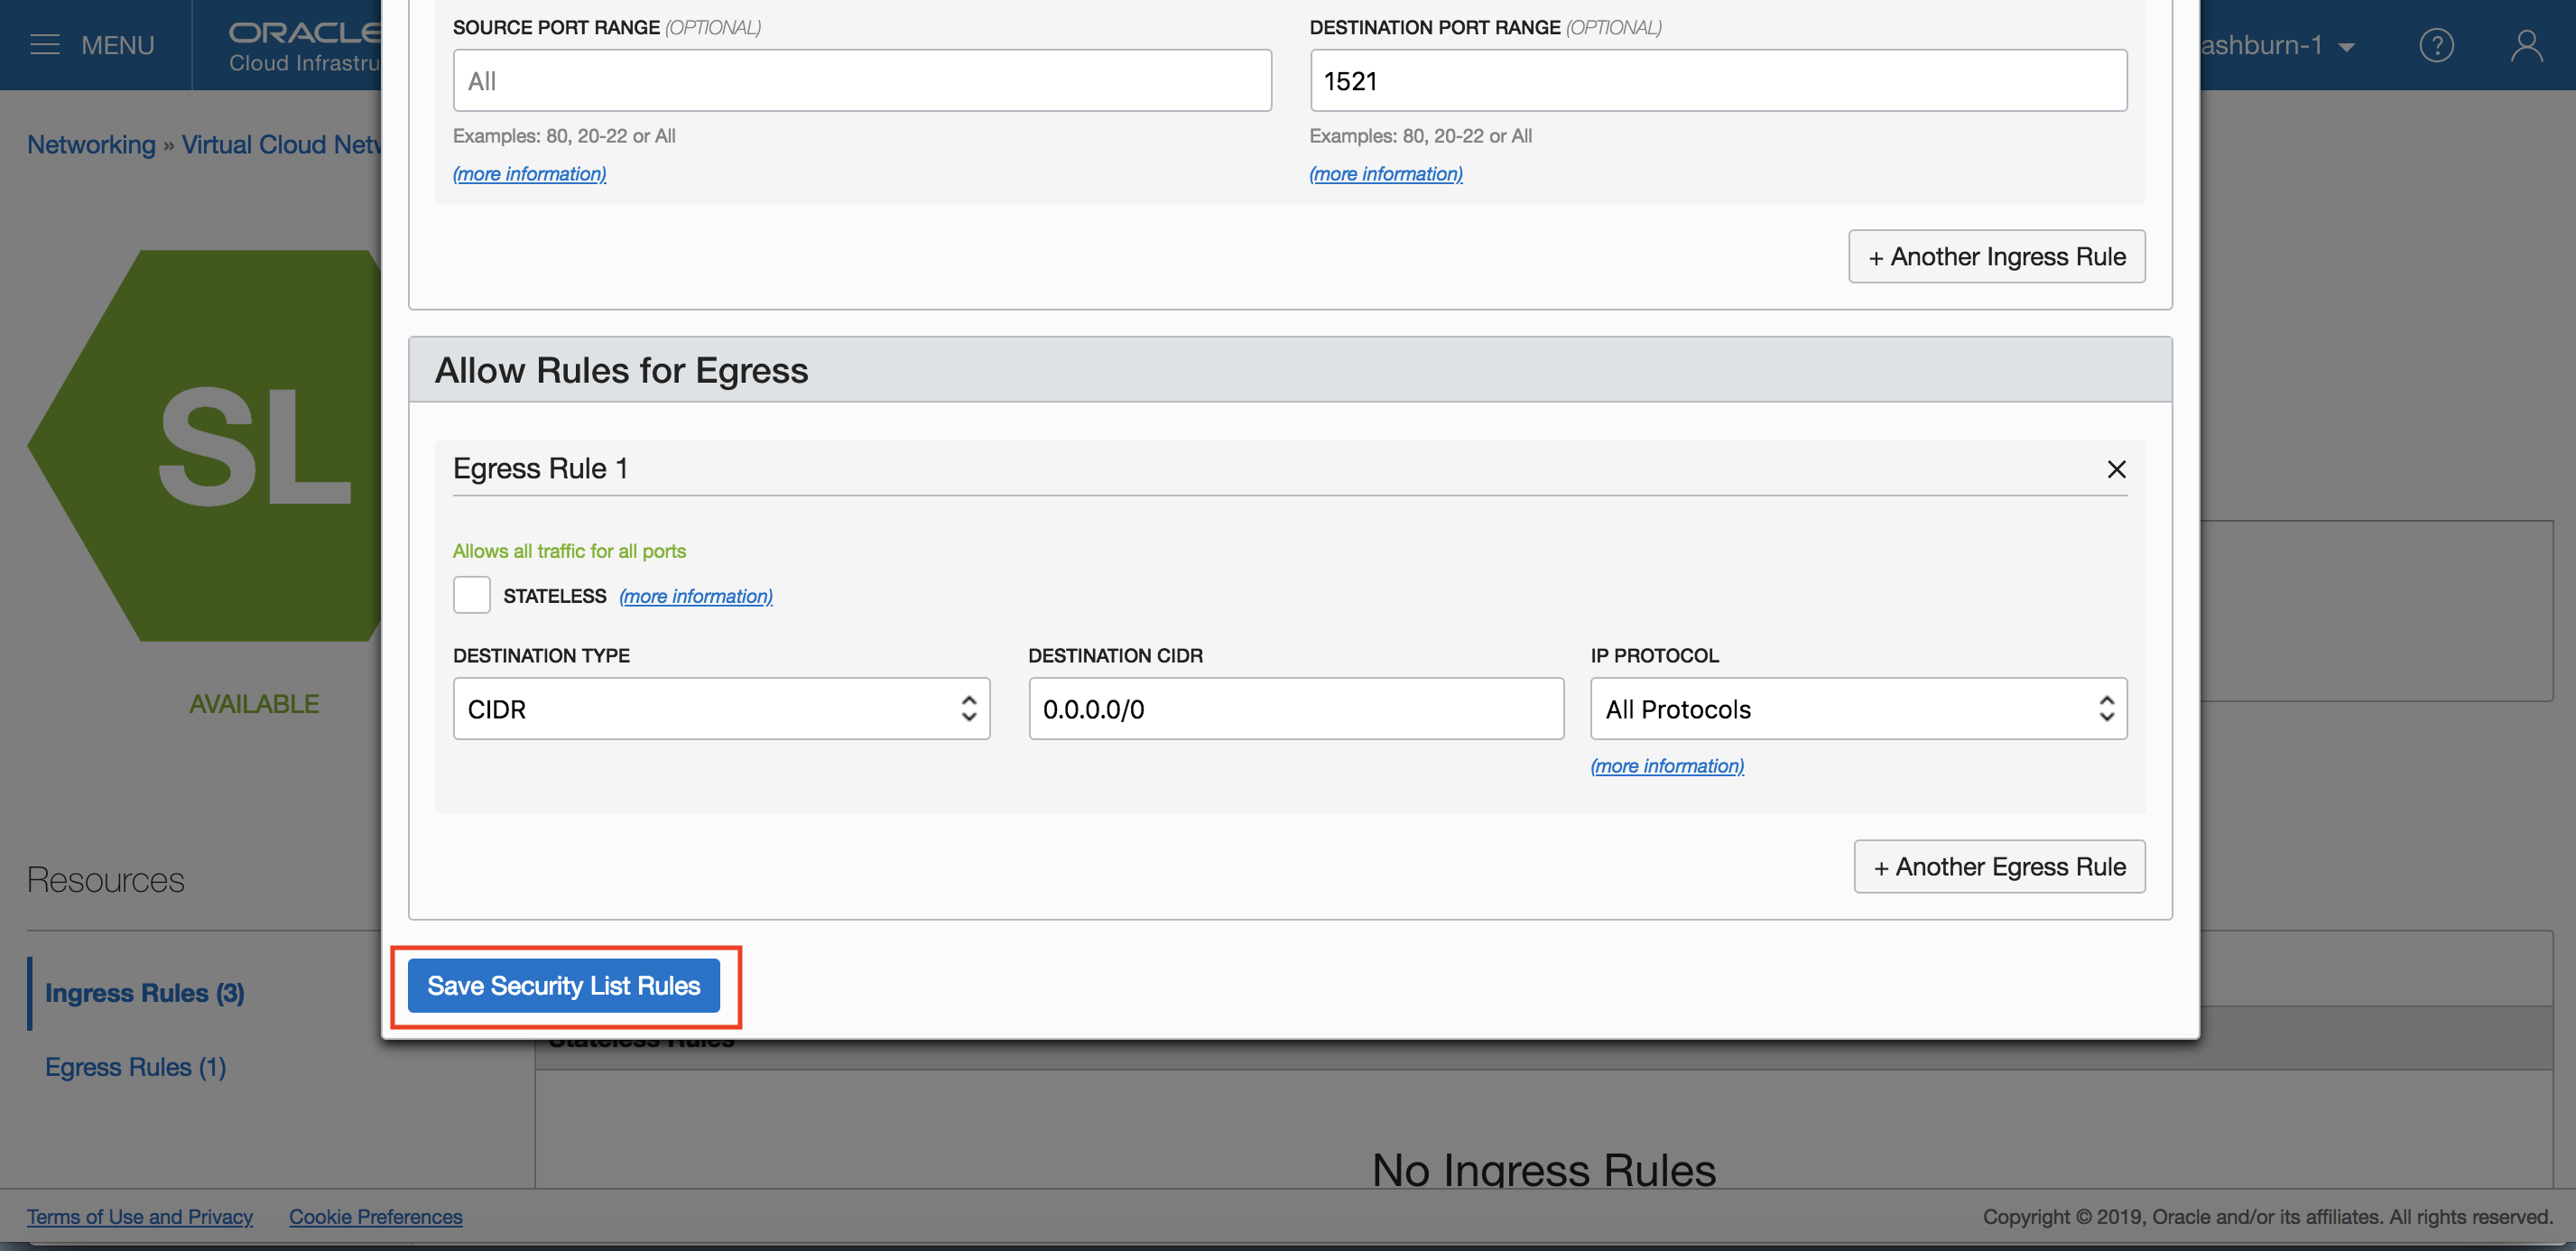 MENU
ORACLE
Cloud Infrastru
ashburn-1
?
Networking » Virtual Cloud Netw
SL
AVAILABLE
Resources
Ingress Rules (3)
Egress Rules (1)
SOURCE PORT RANGE (OPTIONAL)
All
Examples: 80, 20-22 or All
(more information)
DESTINATION PORT RANGE (OPTIONAL)
1521
Examples: 80, 20-22 or All
(more information)
+ Another Ingress Rule
Allow Rules for Egress
Egress Rule 1
Allows all traffic for all ports
STATELESS (more information)
DESTINATION TYPE
CIDR
DESTINATION CIDR
0.0.0.0/0
IP PROTOCOL
All Protocols
(more information)
+ Another Egress Rule
Save Security List Rules
Stateless Rules
No Ingress Rules
Terms of Use and Privacy
Cookie Preferences
Copyright © 2019, Oracle and/or its affiliates. All rights reserved.